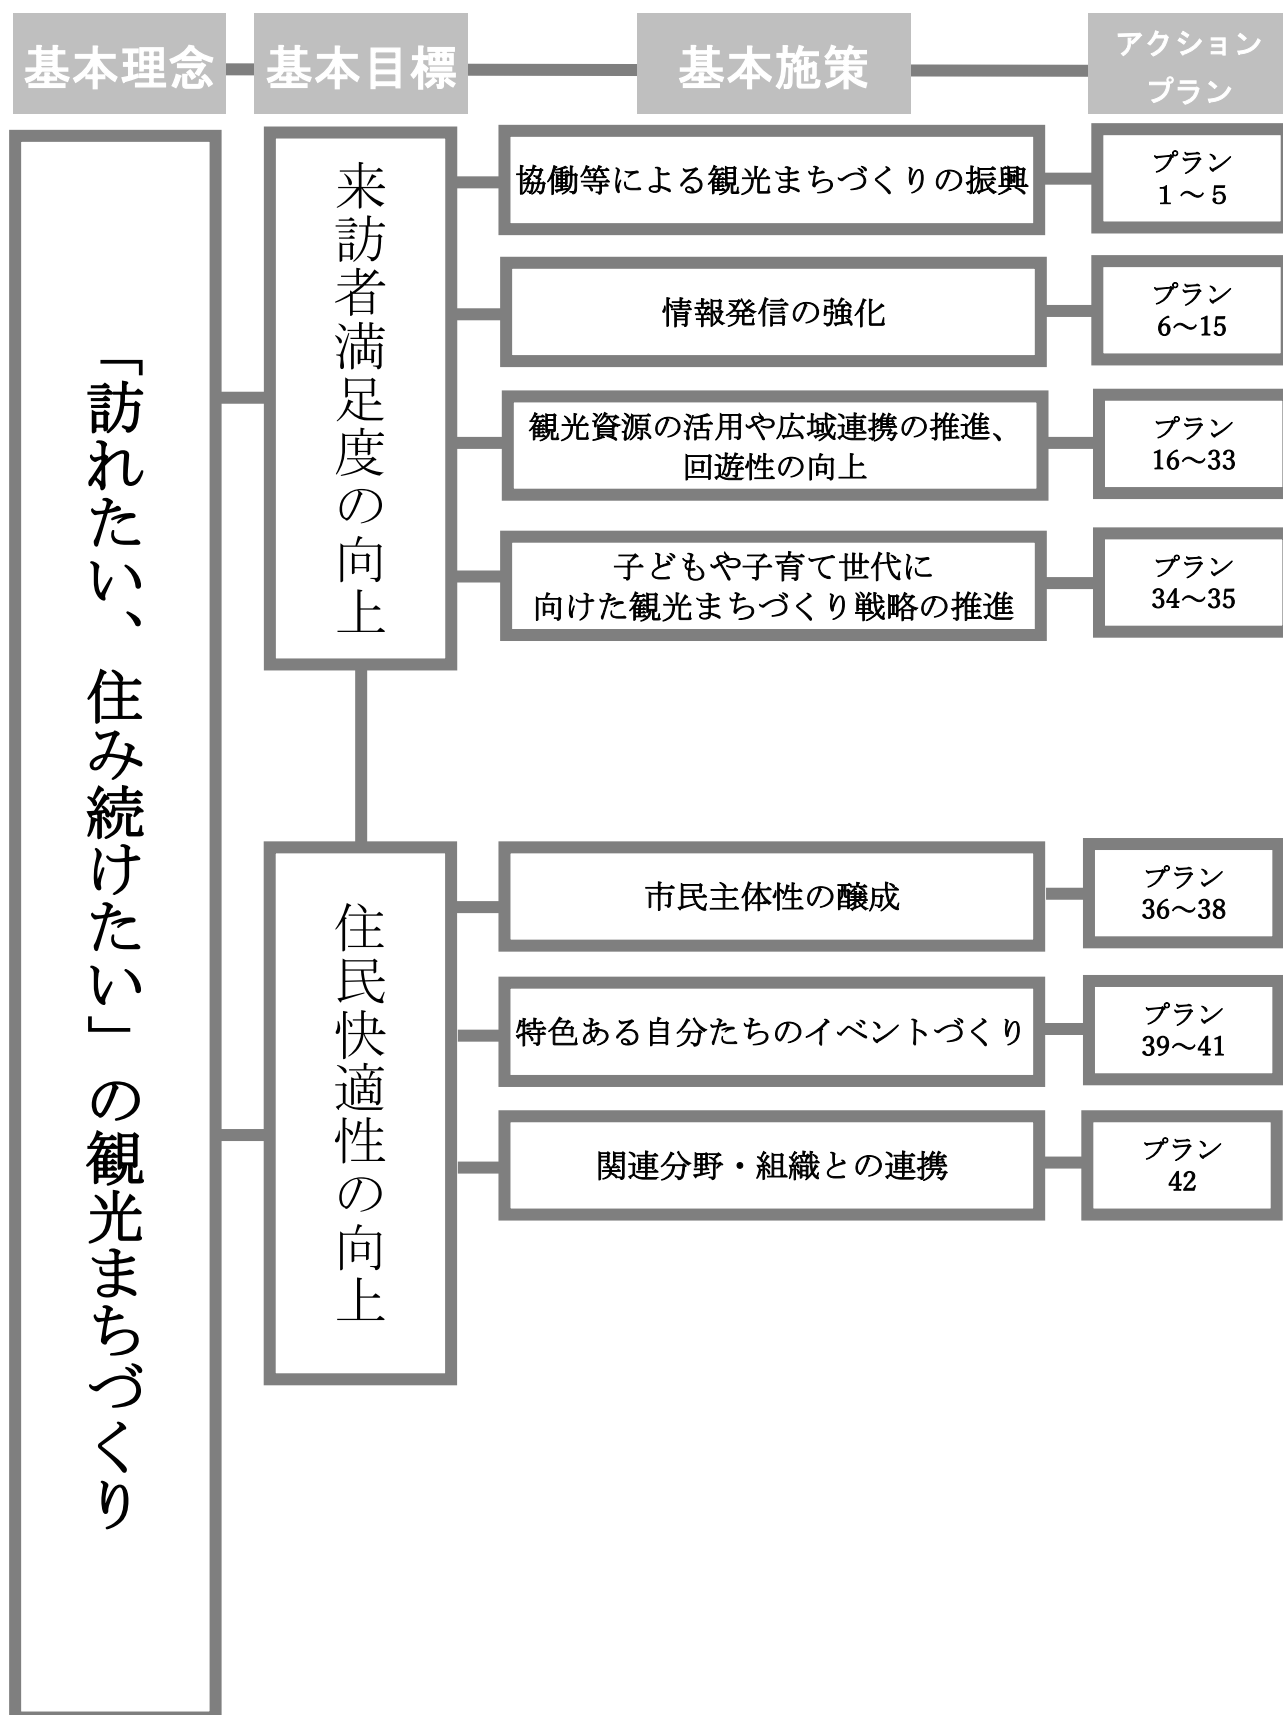 基本理念
基本目標
基本施策
アクション
プラン
「訪れたい、住み続けたい」の観光まちづくり
来訪者満足度の向上
協働等による観光まちづくりの振興
プラン
1～5
情報発信の強化
プラン
6～15
観光資源の活用や広域連携の推進、
回遊性の向上
プラン
16～33
子どもや子育て世代に
向けた観光まちづくり戦略の推進
プラン
34～35
住民快適性の向上
市民主体性の醸成
プラン
36～38
特色ある自分たちのイベントづくり
プラン
39～41
関連分野・組織との連携
プラン
42